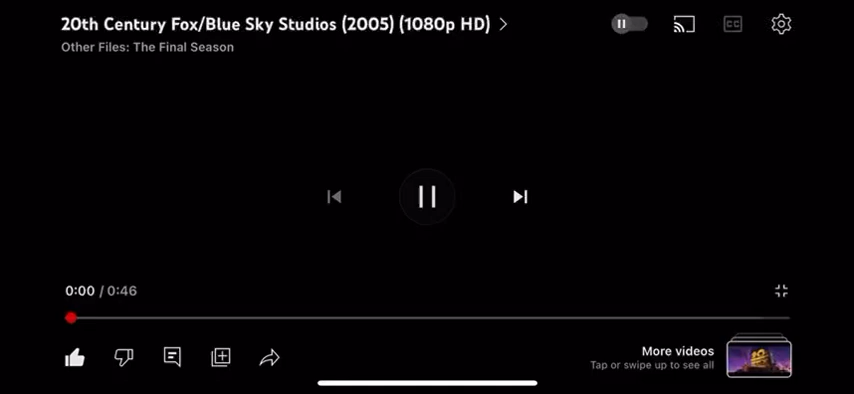 20th Century Fox/Blue Sky Studios (2005) (1080p HD)
Other Files: The Final Season
CC
0:00 / 0:46
More videos
Tap or swipe up to see all